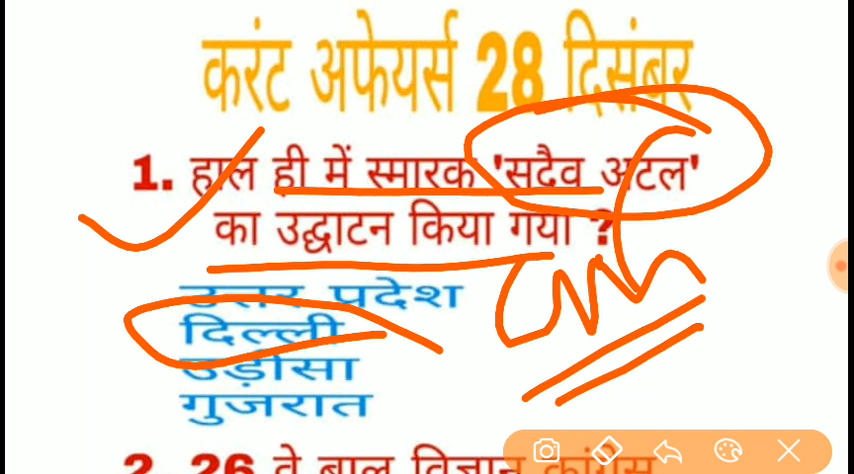 करंट अफेयर्स 28 दिसंबर
1. हाल ही में स्मारक 'सदैव अटल'
का उद्घाटन किया गया ?
उत्तर प्रदेश
दिल्ली
उड़ीसा
गुजरात
2. 26 वे बाल विज्ञान कांग्रेस